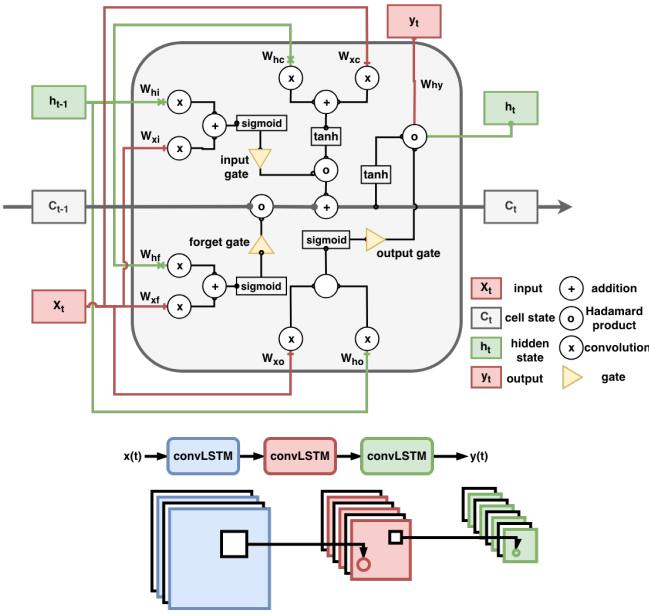 yt
Whc
Wxc
Why
Whi
ht-1
x
x
ht
x
+
+
sigmoid
o
Wxi
tanh
x
input
gate
o
tanh
Ct-1
o
+
Ct
forget gate
sigmoid
output gate
Whf
x
Xt
+
sigmoid
Wxf
x
x
x
Wxo
Who
Xt
input
+
addition
Ct
cell state
o
Hadamard
product
ht
hidden
state
x
convolution
yt
output
gate
x(t)
convLSTM
convLSTM
convLSTM
y(t)